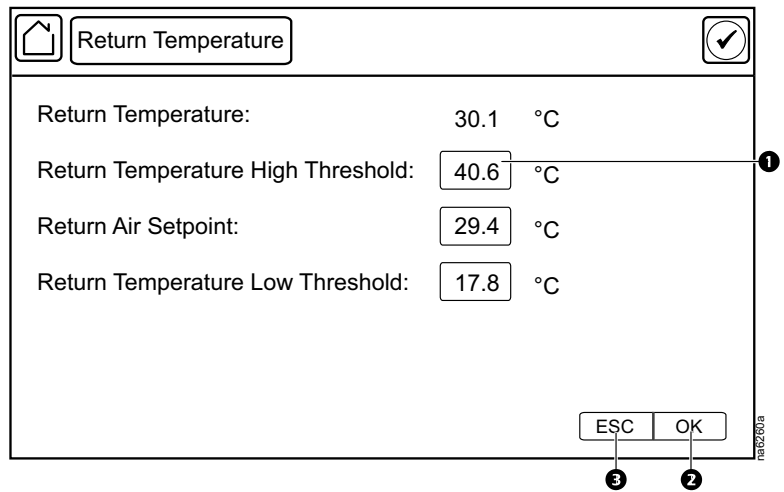 Return Temperature
Return Temperature: 30.1 °C
Return Temperature High Threshold: 40.6 °C
1
Return Air Setpoint: 29.4 °C
Return Temperature Low Threshold: 17.8 °C
ESC OK
na6260a
3 2